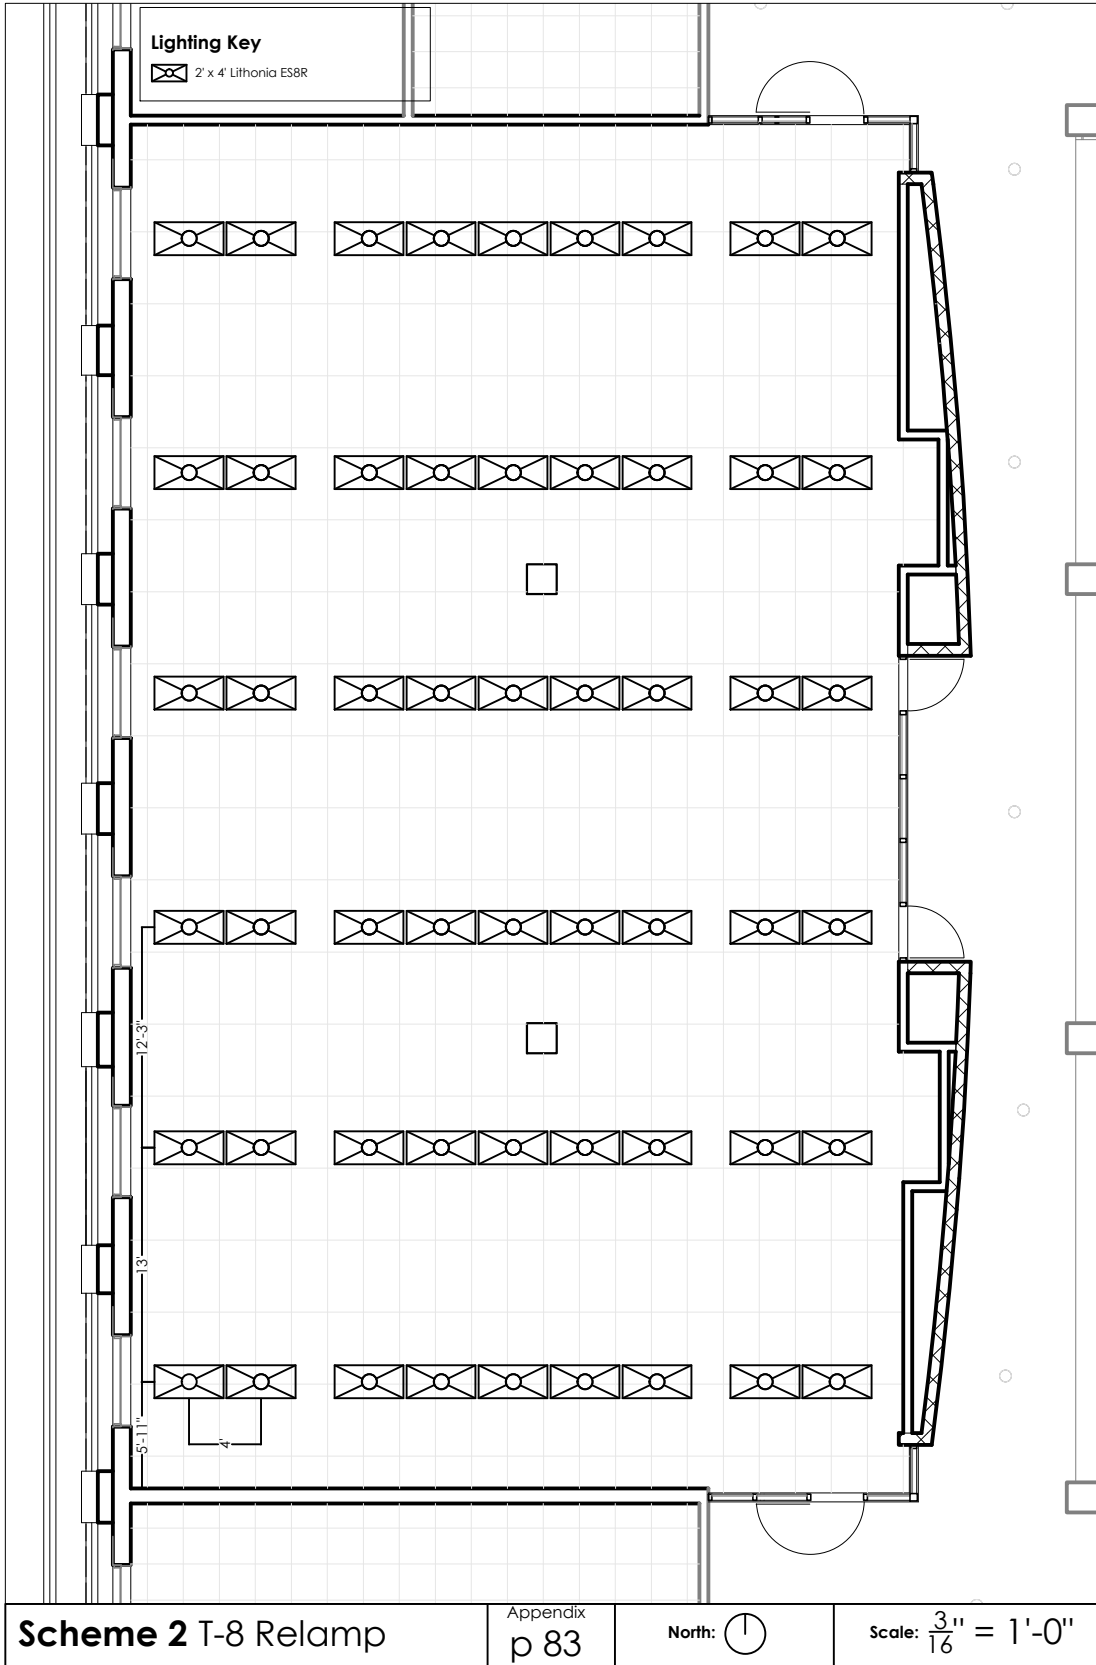 Lighting Key
2' x 4' Lithonia ES8R
12'-3"
13'
5'-11"
4'
Scheme 2 T-8 Relamp
Appendix
p 83
North:
Scale: 3/16" = 1'-0"